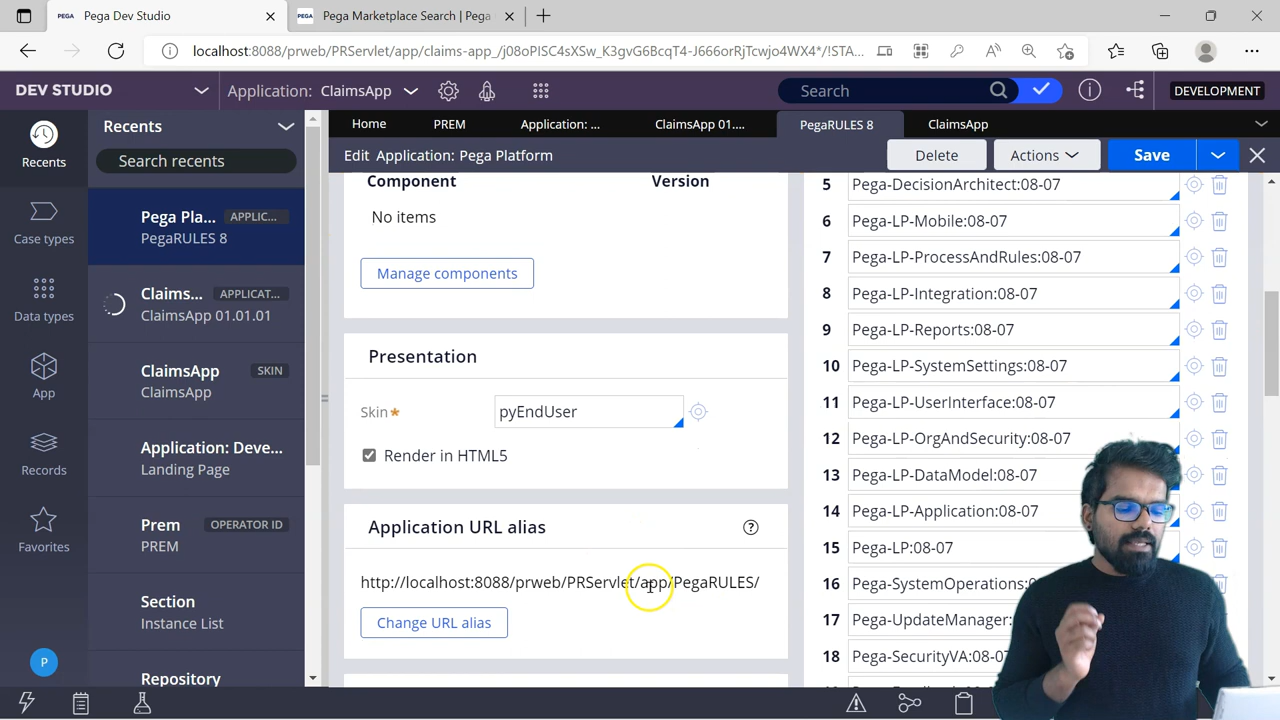 PEGA Pega Dev Studio
PEGA Pega Marketplace Search | Pega
localhost:8088/prweb/PRServlet/app/claims-app_/j08oPISC4sXSw_K3gvG6BcqT4-J666orRjTcwjo4WX4*/!STA...
DEV STUDIO
Application: ClaimsApp
Search
DEVELOPMENT
Recents
Case types
Data types
App
Records
Favorites
P
Recents
Search recents
Pega Pla... APPLIC...
PegaRULES 8
Claims... APPLICAT...
ClaimsApp 01.01.01
ClaimsApp SKIN
ClaimsApp
Application: Deve...
Landing Page
Prem OPERATOR ID
PREM
Section
Instance List
Repository
Home
PREM
Application: ...
ClaimsApp 01....
PegaRULES 8
ClaimsApp
Edit Application: Pega Platform
Delete
Actions
Save
Component Version
No items
Manage components
Presentation
Skin* pyEndUser
Render in HTML5
Application URL alias
?
http://localhost:8088/prweb/PRServlet/app/PegaRULES/
Change URL alias
5 Pega-DecisionArchitect:08-07
6 Pega-LP-Mobile:08-07
7 Pega-LP-ProcessAndRules:08-07
8 Pega-LP-Integration:08-07
9 Pega-LP-Reports:08-07
10 Pega-LP-SystemSettings:08-07
11 Pega-LP-UserInterface:08-07
12 Pega-LP-OrgAndSecurity:08-07
13 Pega-LP-DataModel:08-07
14 Pega-LP-Application:08-07
15 Pega-LP:08-07
16 Pega-SystemOperations:
17 Pega-UpdateManager:
18 Pega-SecurityVA:08-07